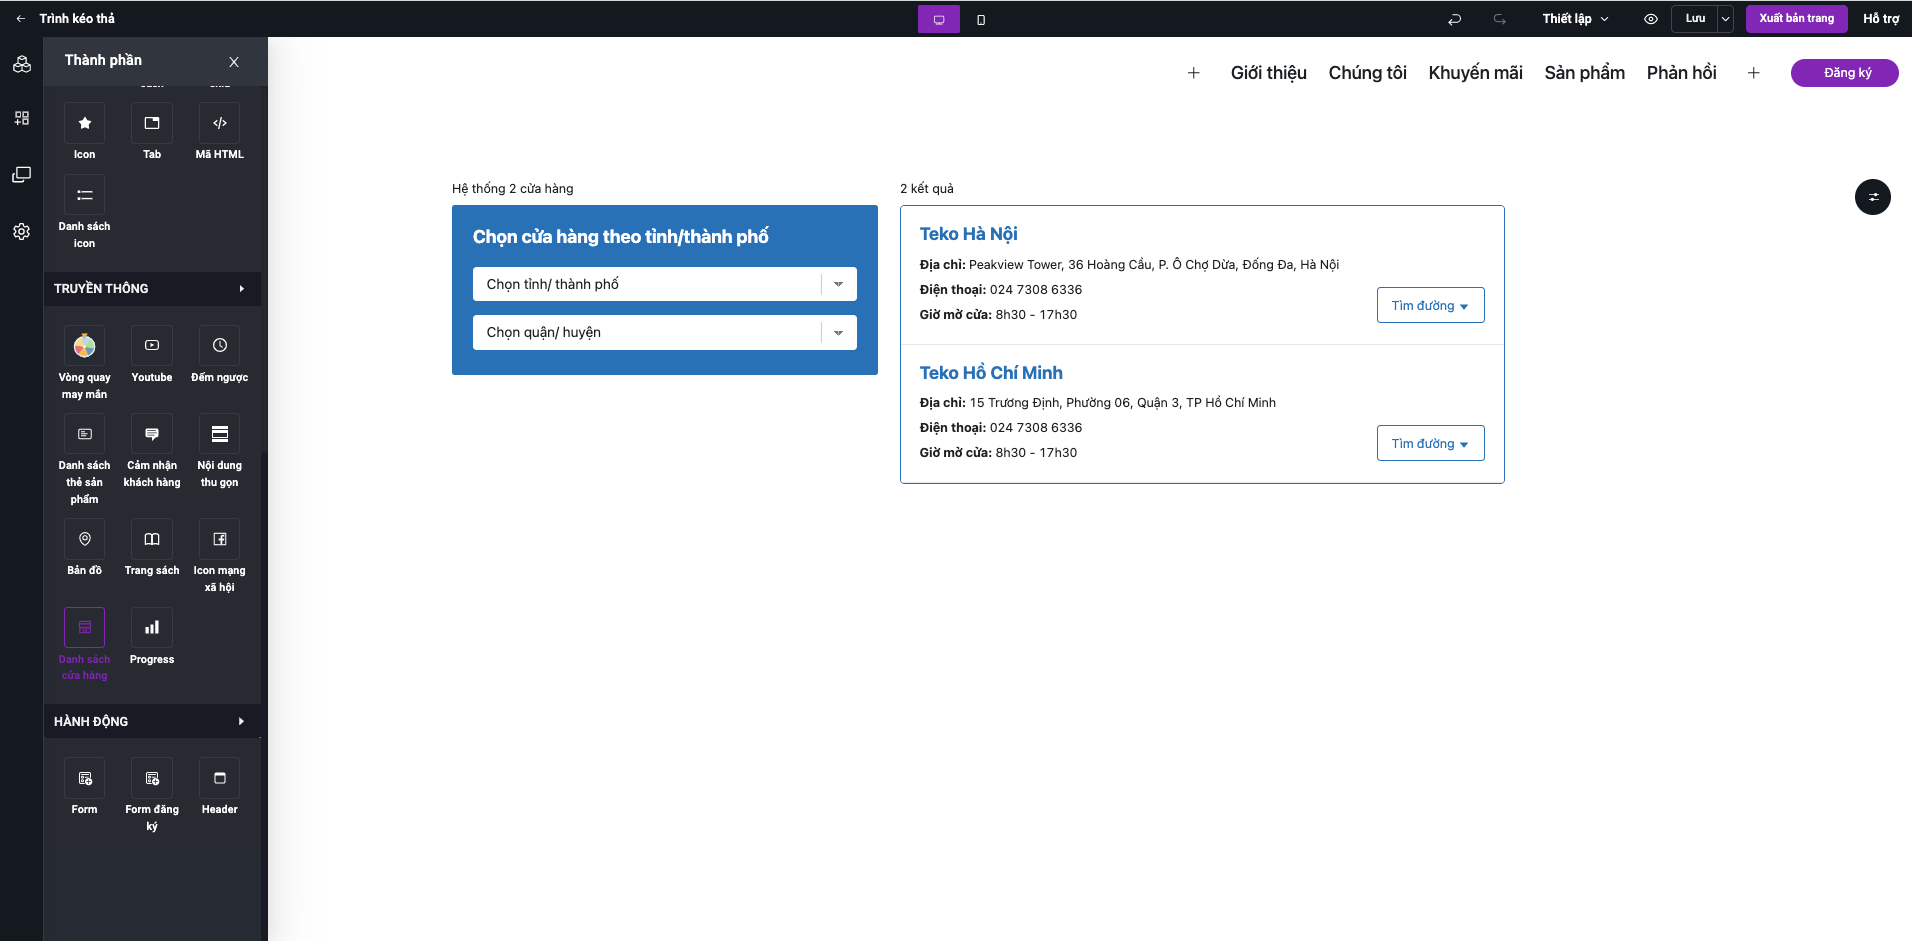 Trình kéo thả
Thiết lập
Lưu
Xuất bản trang
Hỗ trợ
Thành phần
Icon
Tab
Mã HTML
Danh sách
icon
TRUYỀN THÔNG
Vòng quay
may mắn
Youtube
Đếm ngược
Danh sách
thẻ sản
phẩm
Cảm nhận
khách hàng
Nội dung
thu gọn
Bản đồ
Trang sách
Icon mạng
xã hội
Danh sách
cửa hàng
Progress
HÀNH ĐỘNG
Form
Form đăng
ký
Header
Giới thiệu
Chúng tôi
Khuyến mãi
Sản phẩm
Phản hồi
Đăng ký
Hệ thống 2 cửa hàng
Chọn cửa hàng theo tỉnh/thành phố
Chọn tỉnh/ thành phố
Chọn quận/ huyện
2 kết quả
Teko Hà Nội
Địa chỉ: Peakview Tower, 36 Hoàng Cầu, P. Ô Chợ Dừa, Đống Đa, Hà Nội
Điện thoại: 024 7308 6336
Giờ mở cửa: 8h30 - 17h30
Tìm đường
Teko Hồ Chí Minh
Địa chỉ: 15 Trương Định, Phường 06, Quận 3, TP Hồ Chí Minh
Điện thoại: 024 7308 6336
Giờ mở cửa: 8h30 - 17h30
Tìm đường